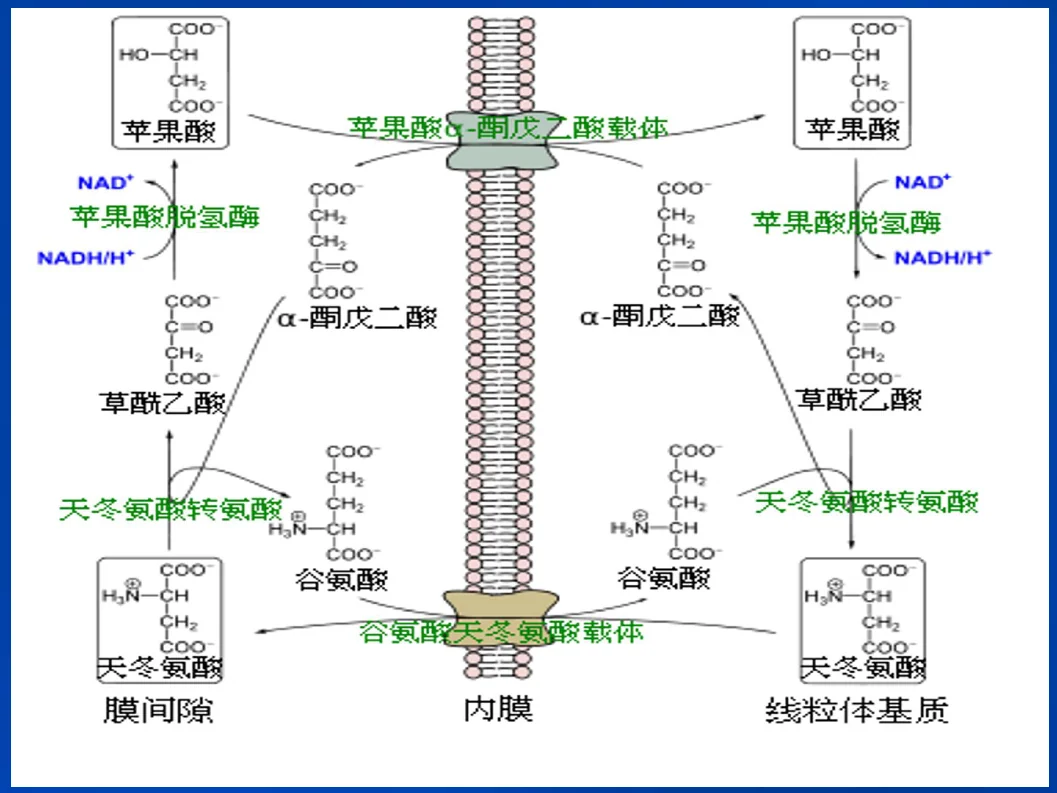 COO⁻
HO-CH
CH₂
COO⁻
苹果酸
COO⁻
HO-CH
CH₂
COO⁻
苹果酸
苹果酸α-酮戊二酸载体
NAD⁺
苹果酸脱氢酶
NADH/H⁺
COO⁻
CH₂
CH₂
C=O
COO⁻
α-酮戊二酸
COO⁻
CH₂
CH₂
C=O
COO⁻
α-酮戊二酸
NAD⁺
苹果酸脱氢酶
NADH/H⁺
COO⁻
C=O
CH₂
COO⁻
草酰乙酸
COO⁻
C=O
CH₂
COO⁻
草酰乙酸
天冬氨酸转氨酸
COO⁻
CH₂
CH₂
H₃N⊕-CH
COO⁻
谷氨酸
COO⁻
CH₂
CH₂
H₃N⊕-CH
COO⁻
谷氨酸
天冬氨酸转氨酸
COO⁻
H₃N⊕-CH
CH₂
COO⁻
天冬氨酸
谷氨酸天冬氨酸载体
COO⁻
H₃N⊕-CH
CH₂
COO⁻
天冬氨酸
膜间隙
内膜
线粒体基质